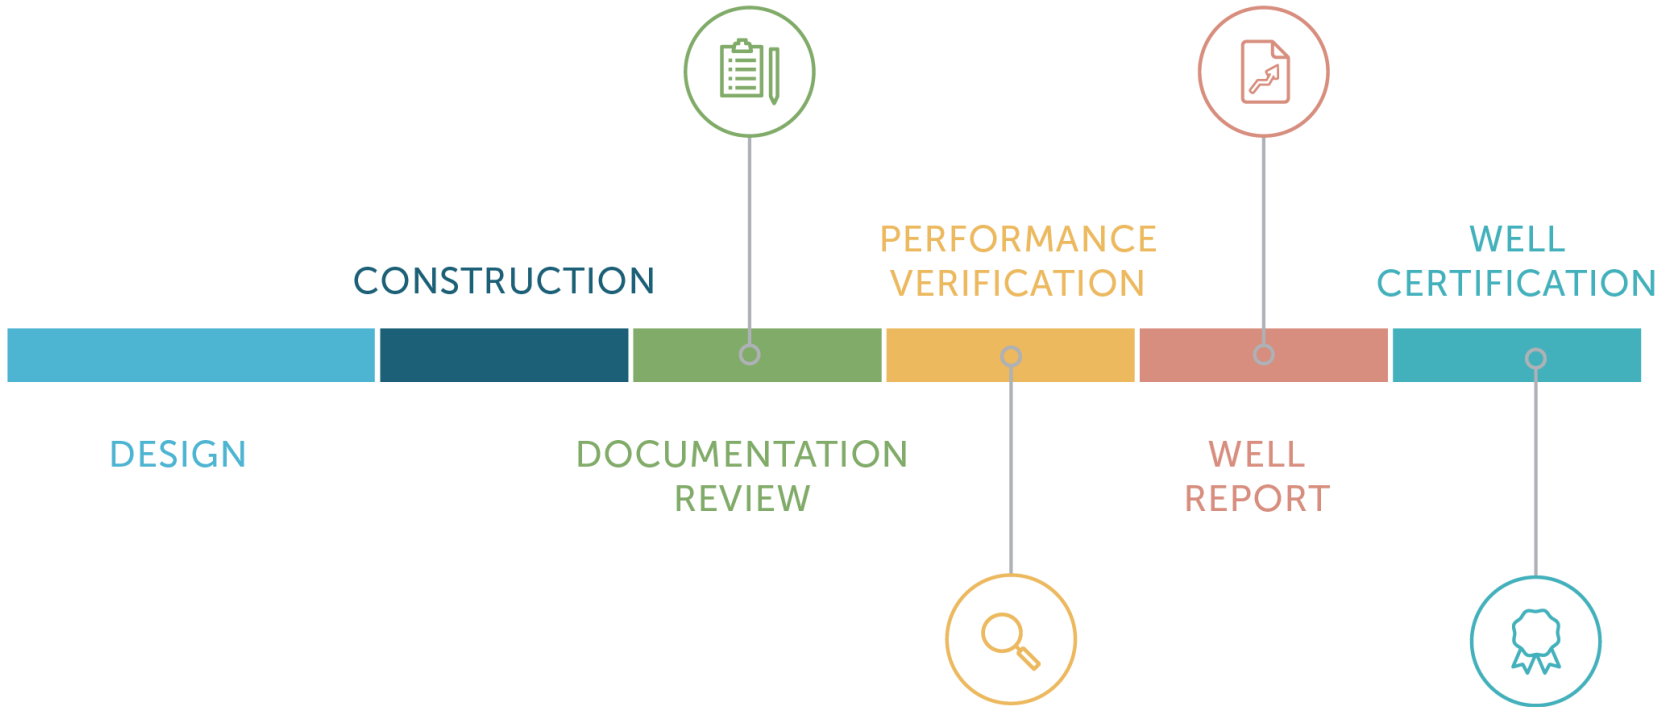 DESIGN
CONSTRUCTION
DOCUMENTATION
REVIEW
PERFORMANCE
VERIFICATION
WELL
REPORT
WELL
CERTIFICATION